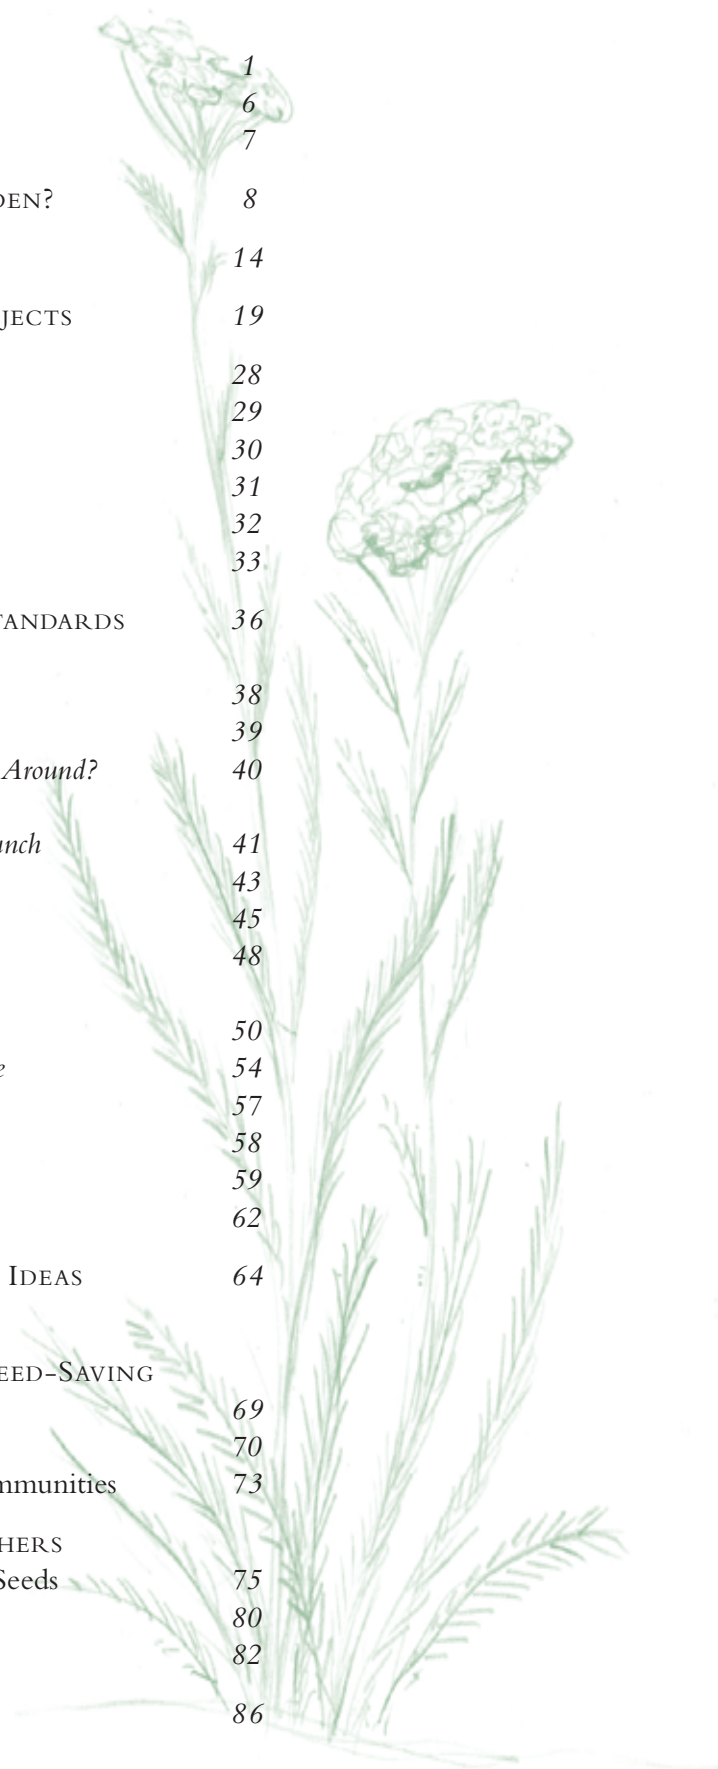 1
6
7
DEN? 8
14
JECTS 19
28
29
30
31
32
33
TANDARDS 36
38
39
Around? 40
unch 41
43
45
48
50
e 54
57
58
59
62
IDEAS 64
EED-SAVING
69
70
mmunities 73
HERS
Seeds 75
80
82
86